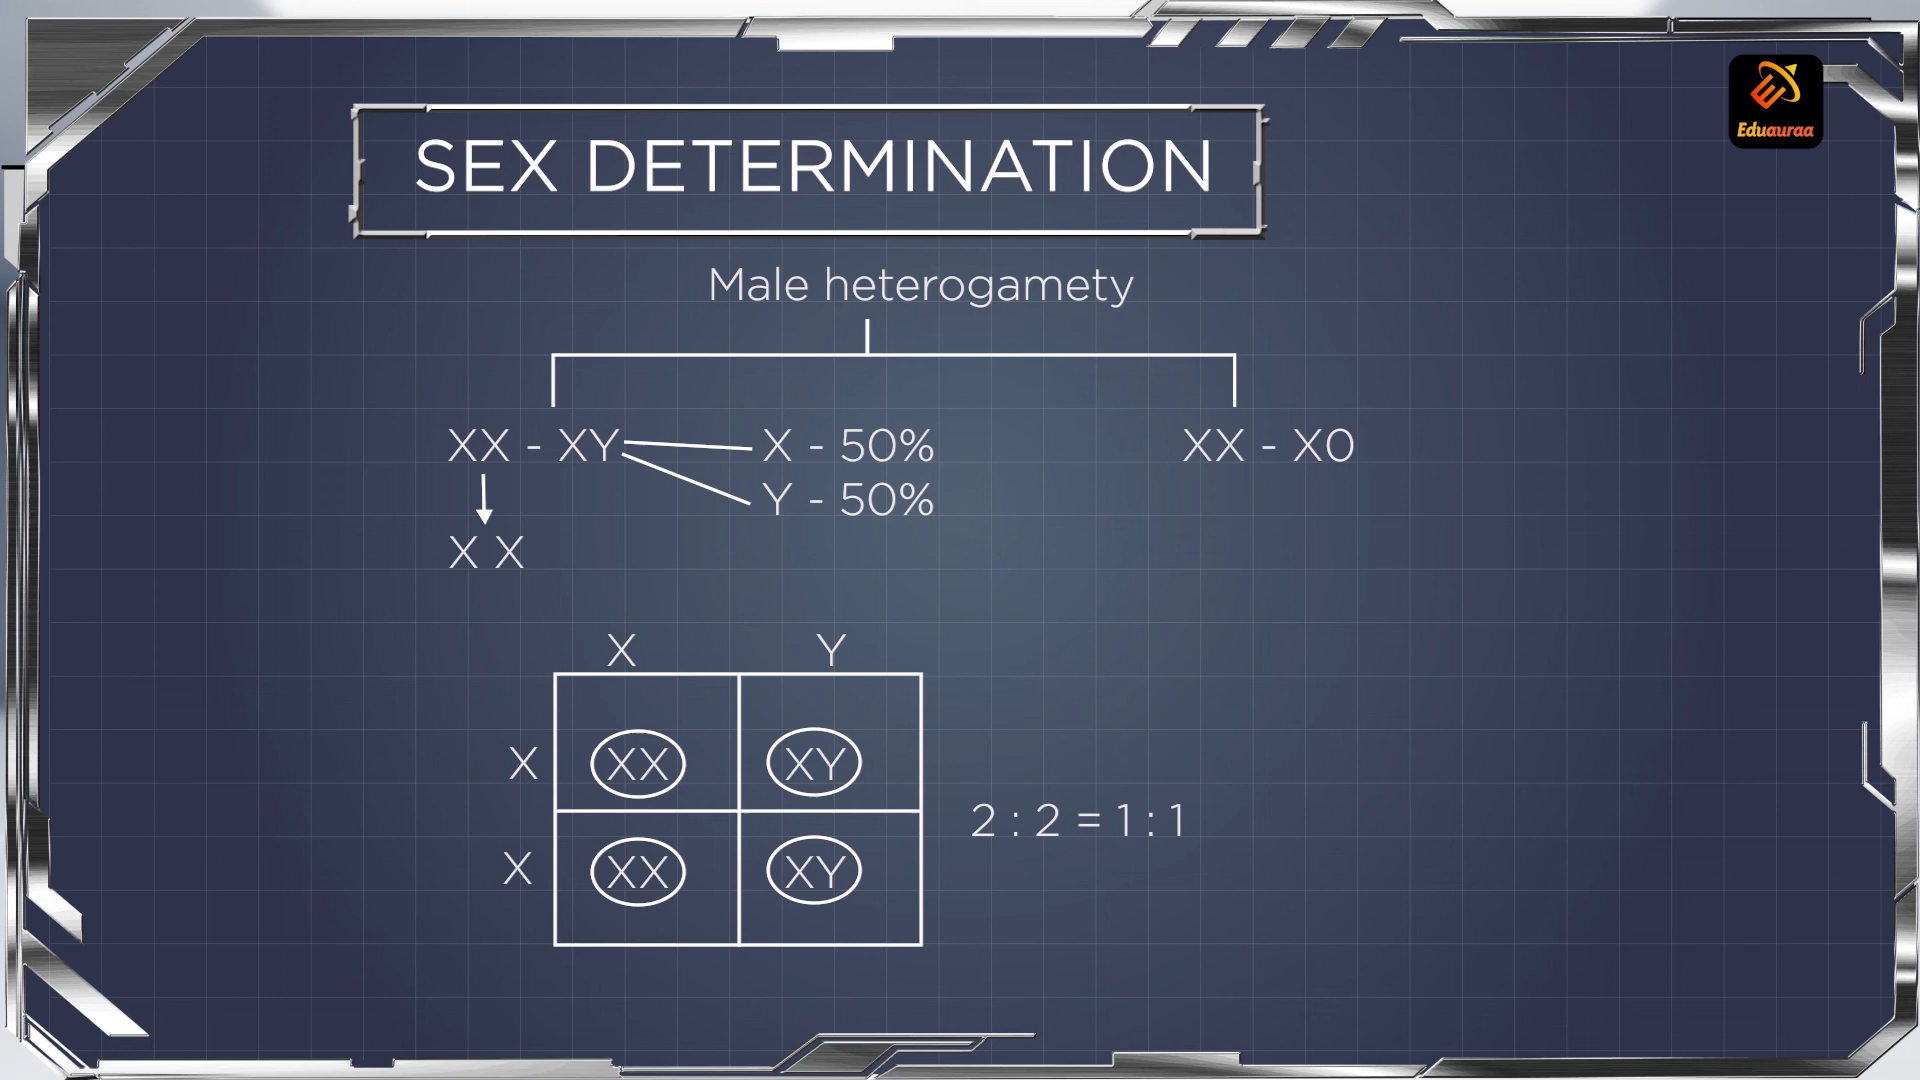 Eduauraa
SEX DETERMINATION
Male heterogamety
XX - XY
X - 50%
XX - XO
Y - 50%
X X
X Y
X XX XY
2 : 2 = 1 : 1
X XX XY